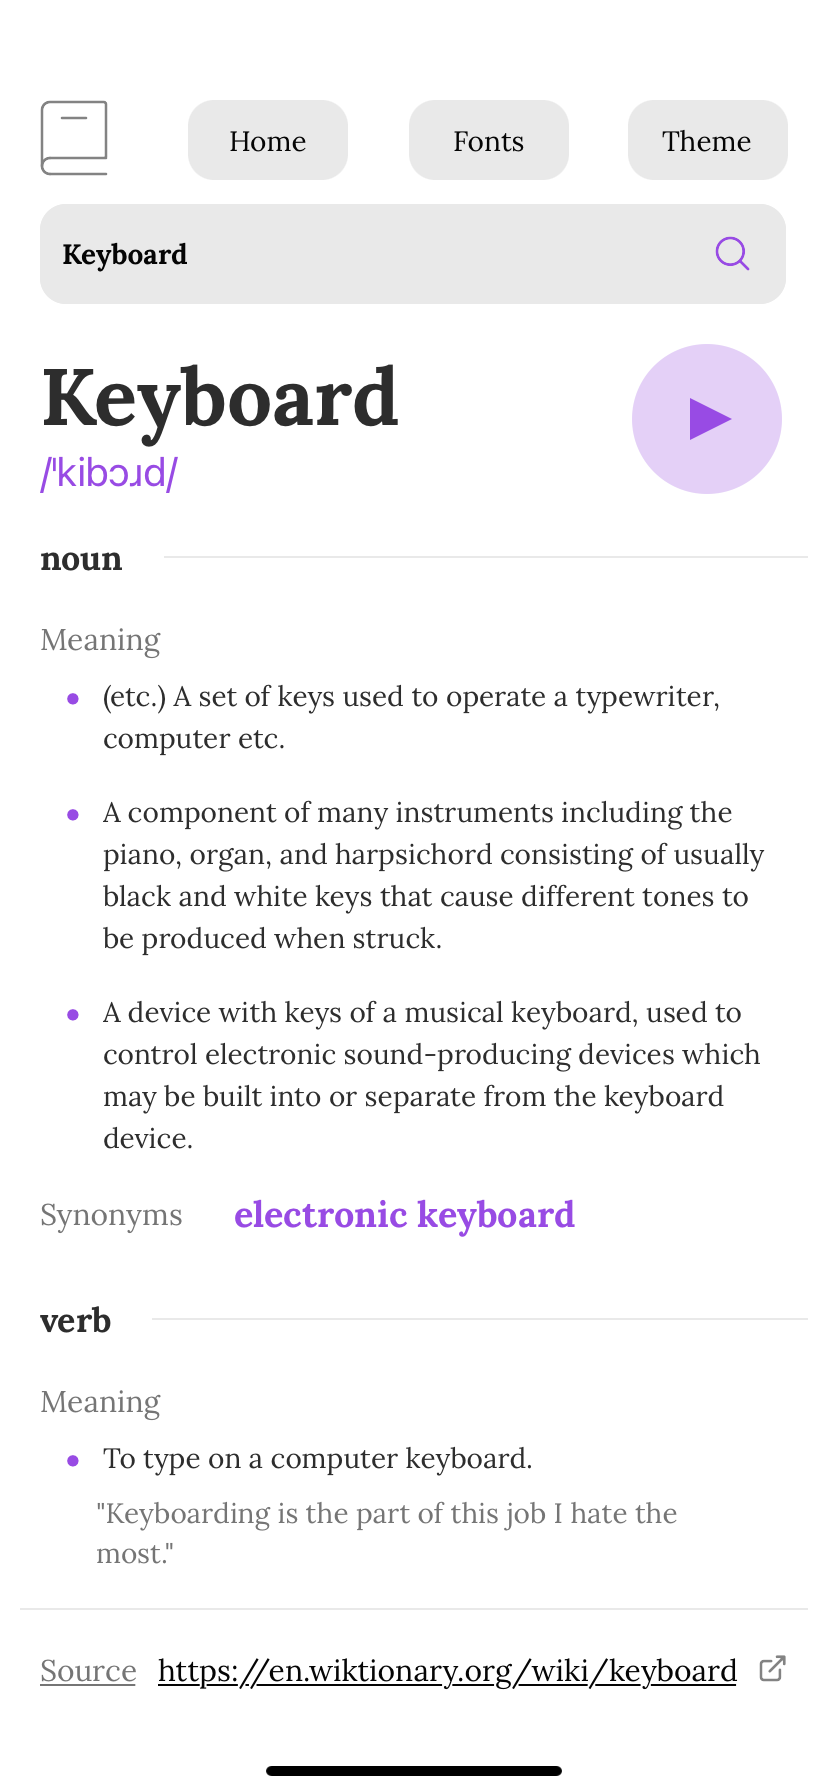 Home Fonts Theme
Keyboard
Keyboard
/ˈkibɔɹd/
noun
Meaning
(etc.) A set of keys used to operate a typewriter,
computer etc.
A component of many instruments including the
piano, organ, and harpsichord consisting of usually
black and white keys that cause different tones to
be produced when struck.
A device with keys of a musical keyboard, used to
control electronic sound-producing devices which
may be built into or separate from the keyboard
device.
Synonyms electronic keyboard
verb
Meaning
To type on a computer keyboard.
"Keyboarding is the part of this job I hate the
most."
Source https://en.wiktionary.org/wiki/keyboard